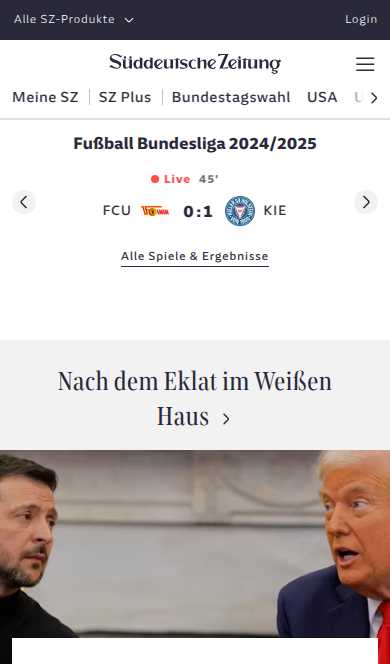 Alle SZ-Produkte
Login
Süddeutsche Zeitung
Meine SZ
SZ Plus
Bundestagswahl
USA
Fußball Bundesliga 2024/2025
Live 45'
FCU 0:1 KIE
Alle Spiele & Ergebnisse
Nach dem Eklat im Weißen
Haus